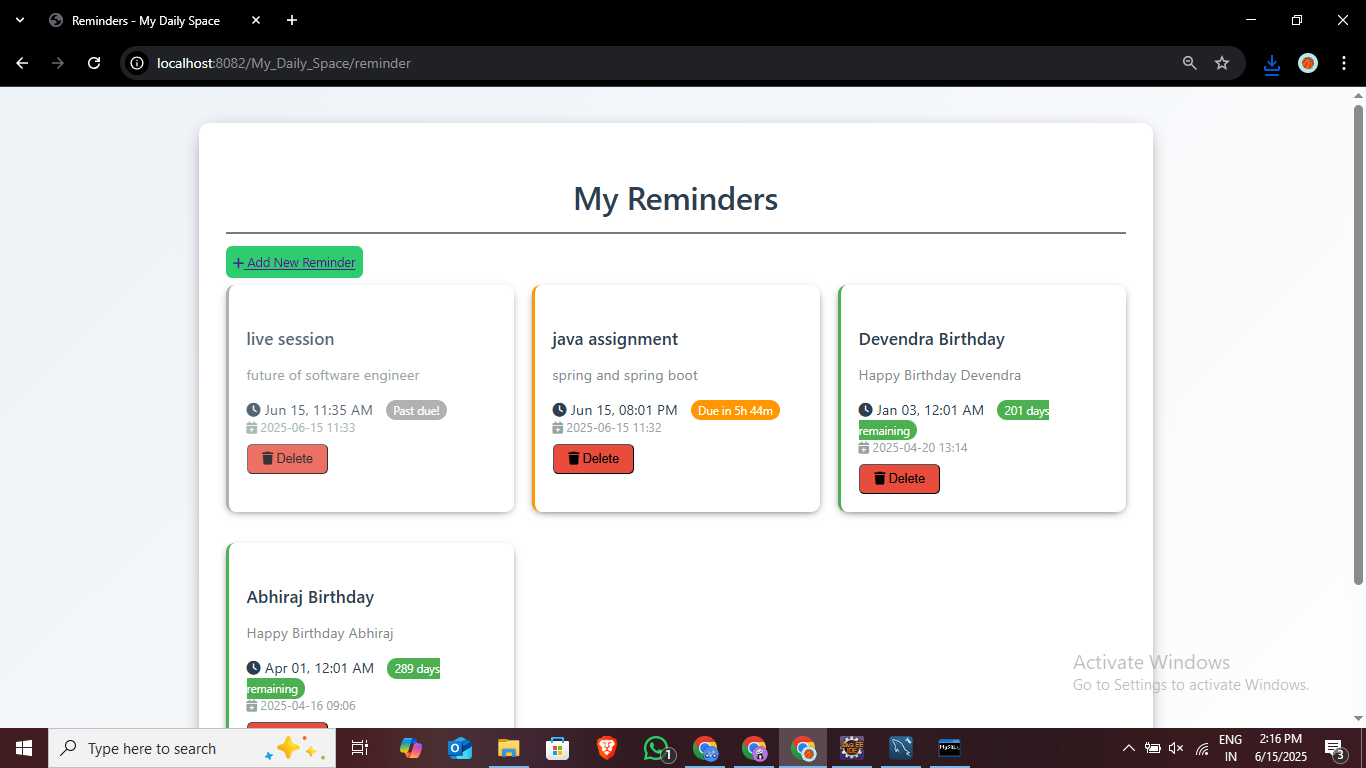 Reminders - My Daily Space
localhost:8082/My_Daily_Space/reminder
My Reminders
+ Add New Reminder
live session
future of software engineer
Jun 15, 11:35 AM Past due!
2025-06-15 11:33
Delete
java assignment
spring and spring boot
Jun 15, 08:01 PM Due in 5h 44m
2025-06-15 11:32
Delete
Devendra Birthday
Happy Birthday Devendra
Jan 03, 12:01 AM 201 days
remaining
2025-04-20 13:14
Delete
Abhiraj Birthday
Happy Birthday Abhiraj
Apr 01, 12:01 AM 289 days
remaining
2025-04-16 09:06
Activate Windows
Go to Settings to activate Windows.
Type here to search
1
JAVA EE
IDE
MySQL
ENG
IN
2:16 PM
6/15/2025
3